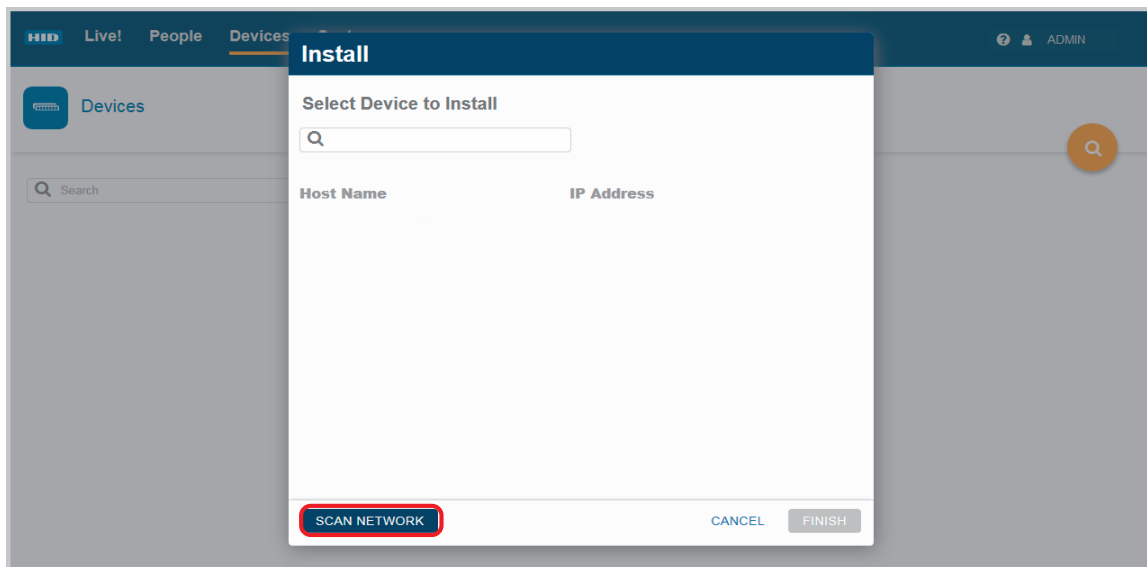 HID Live! People Devices ADMIN
Install
Devices
Select Device to Install
Search
Host Name IP Address
SCAN NETWORK CANCEL FINISH